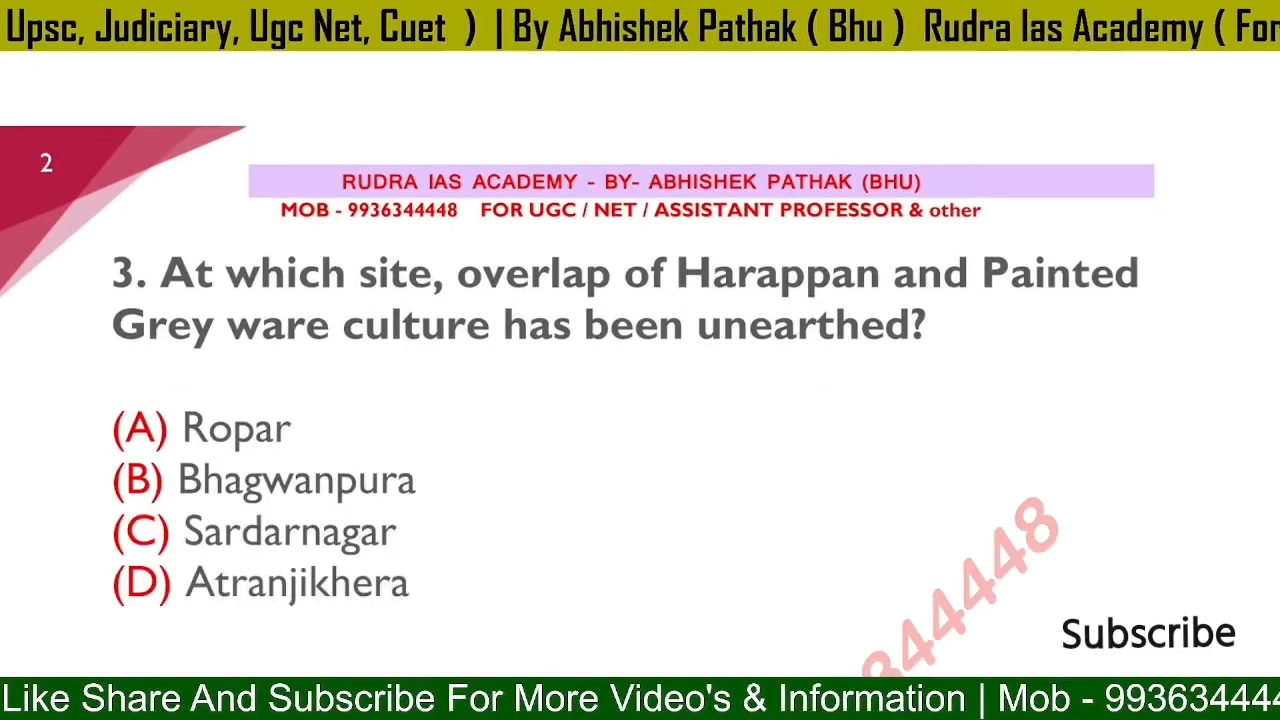 Upsc, Judiciary, Ugc Net, Cuet ) | By Abhishek Pathak ( Bhu ) Rudra Ias Academy ( For
2
RUDRA IAS ACADEMY - BY- ABHISHEK PATHAK (BHU)
MOB - 9936344448 FOR UGC / NET / ASSISTANT PROFESSOR & other
3. At which site, overlap of Harappan and Painted
Grey ware culture has been unearthed?
(A) Ropar
(B) Bhagwanpura
(C) Sardarnagar
(D) Atranjikhera
344448
Subscribe
Like Share And Subscribe For More Video's & Information | Mob - 993634444